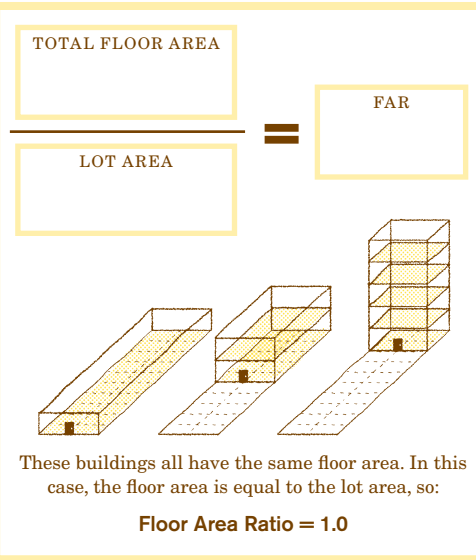 TOTAL FLOOR AREA
LOT AREA
=
FAR
These buildings all have the same floor area. In this
case, the floor area is equal to the lot area, so:
Floor Area Ratio = 1.0